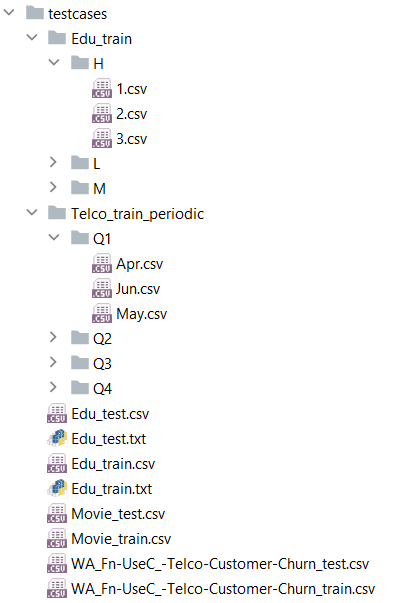 testcases
Edu_train
H
1.csv
2.csv
3.csv
L
M
Telco_train_periodic
Q1
Apr.csv
Jun.csv
May.csv
Q2
Q3
Q4
Edu_test.csv
Edu_test.txt
Edu_train.csv
Edu_train.txt
Movie_test.csv
Movie_train.csv
WA_Fn-UseC_-Telco-Customer-Churn_test.csv
WA_Fn-UseC_-Telco-Customer-Churn_train.csv